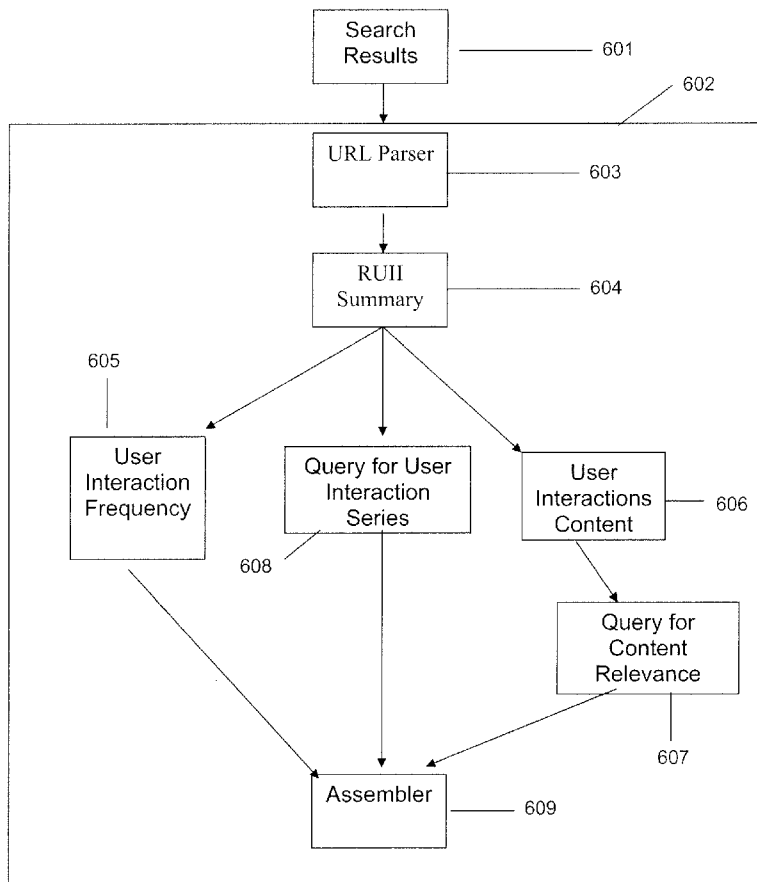 Search
Results
601
602
URL Parser
603
RUII
Summary
604
605
User
Interaction
Frequency
Query for User
Interaction
Series
608
User
Interactions
Content
606
Query for
Content
Relevance
607
Assembler
609